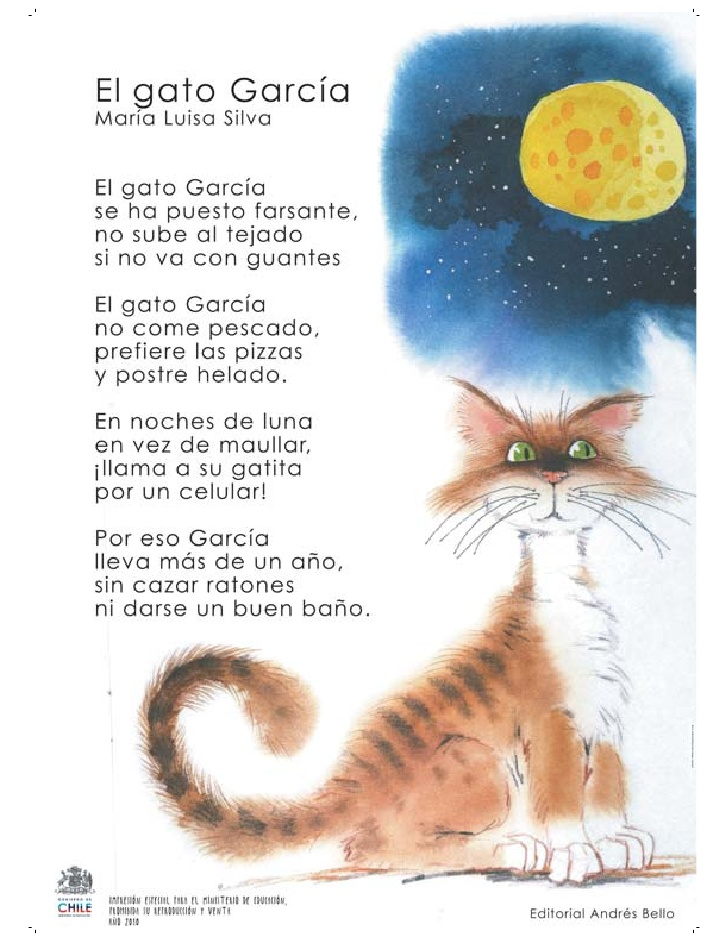 El gato García
María Luisa Silva
El gato García
se ha puesto farsante,
no sube al tejado
si no va con guantes
El gato García
no come pescado,
prefiere las pizzas
y postre helado.
En noches de luna
en vez de maullar,
¡llama a su gatita
por un celular!
Por eso García
lleva más de un año,
sin cazar ratones
ni darse un buen baño.
GOBIERNO DE
CHILE
IMPRESIÓN ESPECIAL PARA EL MINISTERIO DE EDUCACIÓN,
PROHIBIDA SU REPRODUCCIÓN Y VENTA
AÑO 2010
Editorial Andrés Bello